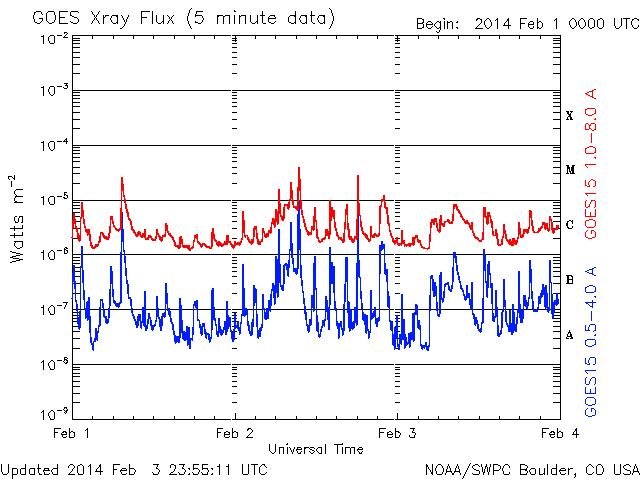 GOES Xray Flux (5 minute data)
Begin: 2014 Feb 1 0000 UTC
10⁻²
10⁻³
10⁻⁴
10⁻⁵
10⁻⁶
10⁻⁷
10⁻⁸
10⁻⁹
Watts m⁻²
X
M
C
B
A
GOES15 1.0-8.0 A
GOES15 0.5-4.0 A
Feb 1
Feb 2
Feb 3
Feb 4
Universal Time
Updated 2014 Feb 3 23:55:11 UTC
NOAA/SWPC Boulder, CO USA